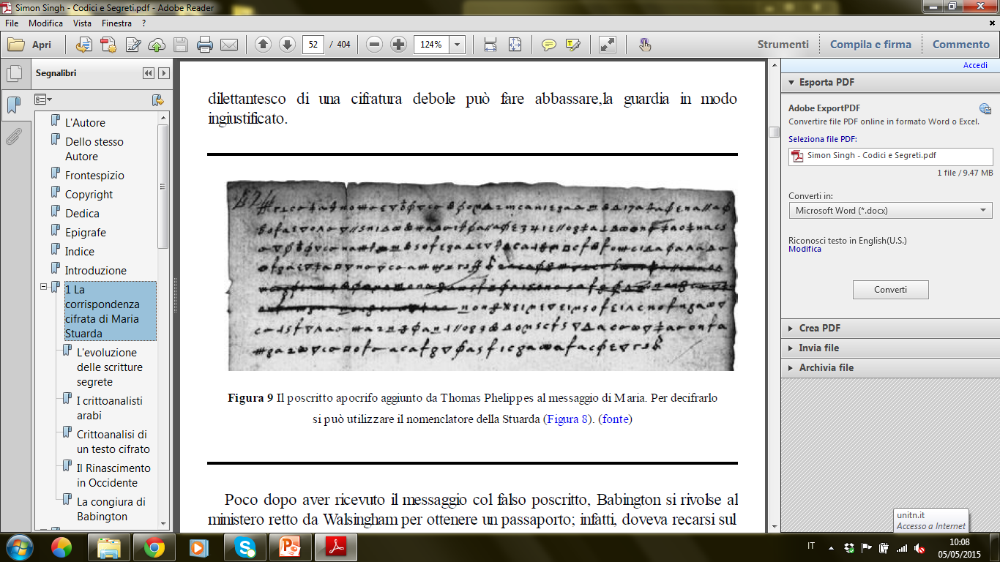 Simon Singh - Codici e Segreti.pdf - Adobe Reader
File Modifica Vista Finestra ?
Apri 52 / 404 124% Strumenti Compila e firma Commento
Accedi
Segnalibri
L'Autore
Dello stesso
Autore
Frontespizio
Copyright
Dedica
Epigrafe
Indice
Introduzione
1 La
corrispondenza
cifrata di Maria
Stuarda
L'evoluzione
delle scritture
segrete
I crittoanalisti
arabi
Crittoanalisi di
un testo cifrato
Il Rinascimento
in Occidente
La congiura di
Babington
dilettantesco di una cifratura debole può fare abbassare,la guardia in modo
ingiustificato.
Figura 9 Il poscritto apocrifo aggiunto da Thomas Phelippes al messaggio di Maria. Per decifrarlo
si può utilizzare il nomenclatore della Stuarda (Figura 8). (fonte)
Poco dopo aver ricevuto il messaggio col falso poscritto, Babington si rivolse al
ministero retto da Walsingham per ottenere un passaporto; infatti, doveva recarsi sul
Esporta PDF
Adobe ExportPDF
Convertire file PDF online in formato Word o Excel.
Seleziona file PDF:
Simon Singh - Codici e Segreti.pdf
1 file / 9.47 MB
Converti in:
Microsoft Word (*.docx)
Riconosci testo in English(U.S.)
Modifica
Converti
Crea PDF
Invia file
Archivia file
unitn.it
Accesso a Internet
IT
10:08
05/05/2015